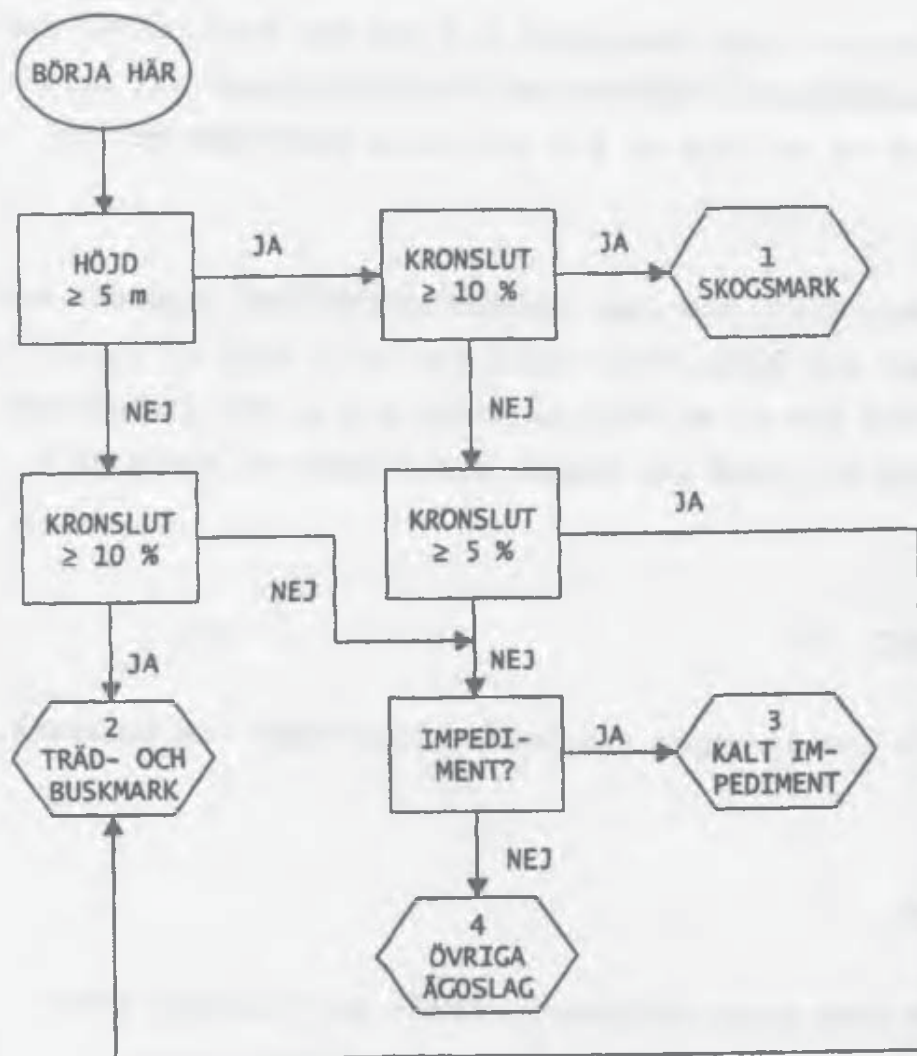 BÖRJA HÄR
HÖJD
≥ 5 m
JA
KRONSLUT
≥ 10 %
JA
1
SKOGSMARK
NEJ
NEJ
KRONSLUT
≥ 10 %
NEJ
KRONSLUT
≥ 5 %
JA
JA
NEJ
2
TRÄD- OCH
BUSKMARK
IMPEDI-
MENT?
JA
3
KALT IM-
PEDIMENT
NEJ
4
ÖVRIGA
ÄGOSLAG